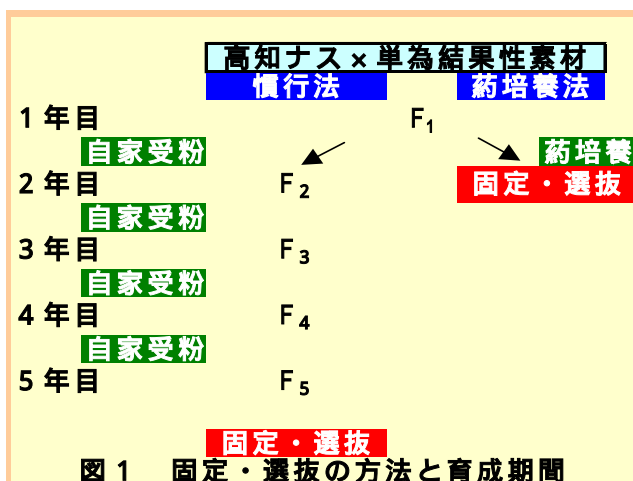 高知ナス×単為結果性素材
慣行法 葯培養法
1年目 F₁
自家受粉 葯培養
2年目 F₂ 固定・選抜
自家受粉
3年目 F₃
自家受粉
4年目 F₄
自家受粉
5年目 F₅
固定・選抜
図1 固定・選抜の方法と育成期間